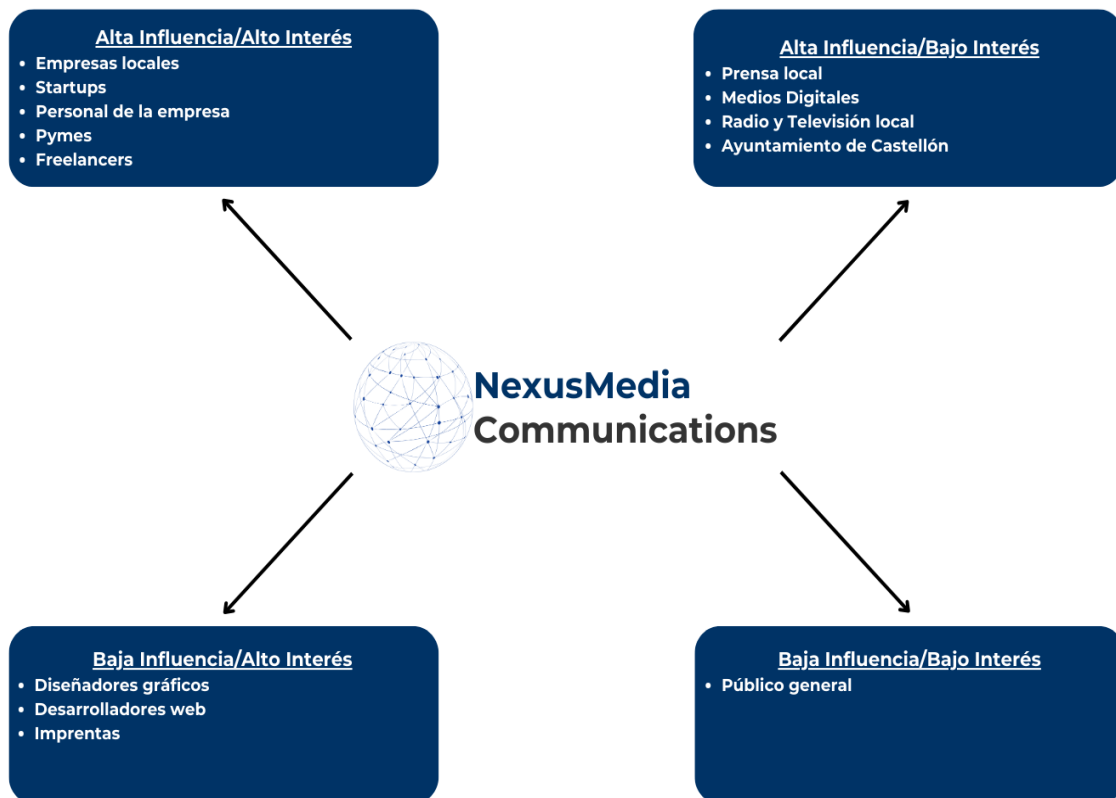 Alta Influencia/Alto Interés
• Empresas locales
• Startups
• Personal de la empresa
• Pymes
• Freelancers
Alta Influencia/Bajo Interés
• Prensa local
• Medios Digitales
• Radio y Televisión local
• Ayuntamiento de Castellón
NexusMedia
Communications
Baja Influencia/Alto Interés
• Diseñadores gráficos
• Desarrolladores web
• Imprentas
Baja Influencia/Bajo Interés
• Público general